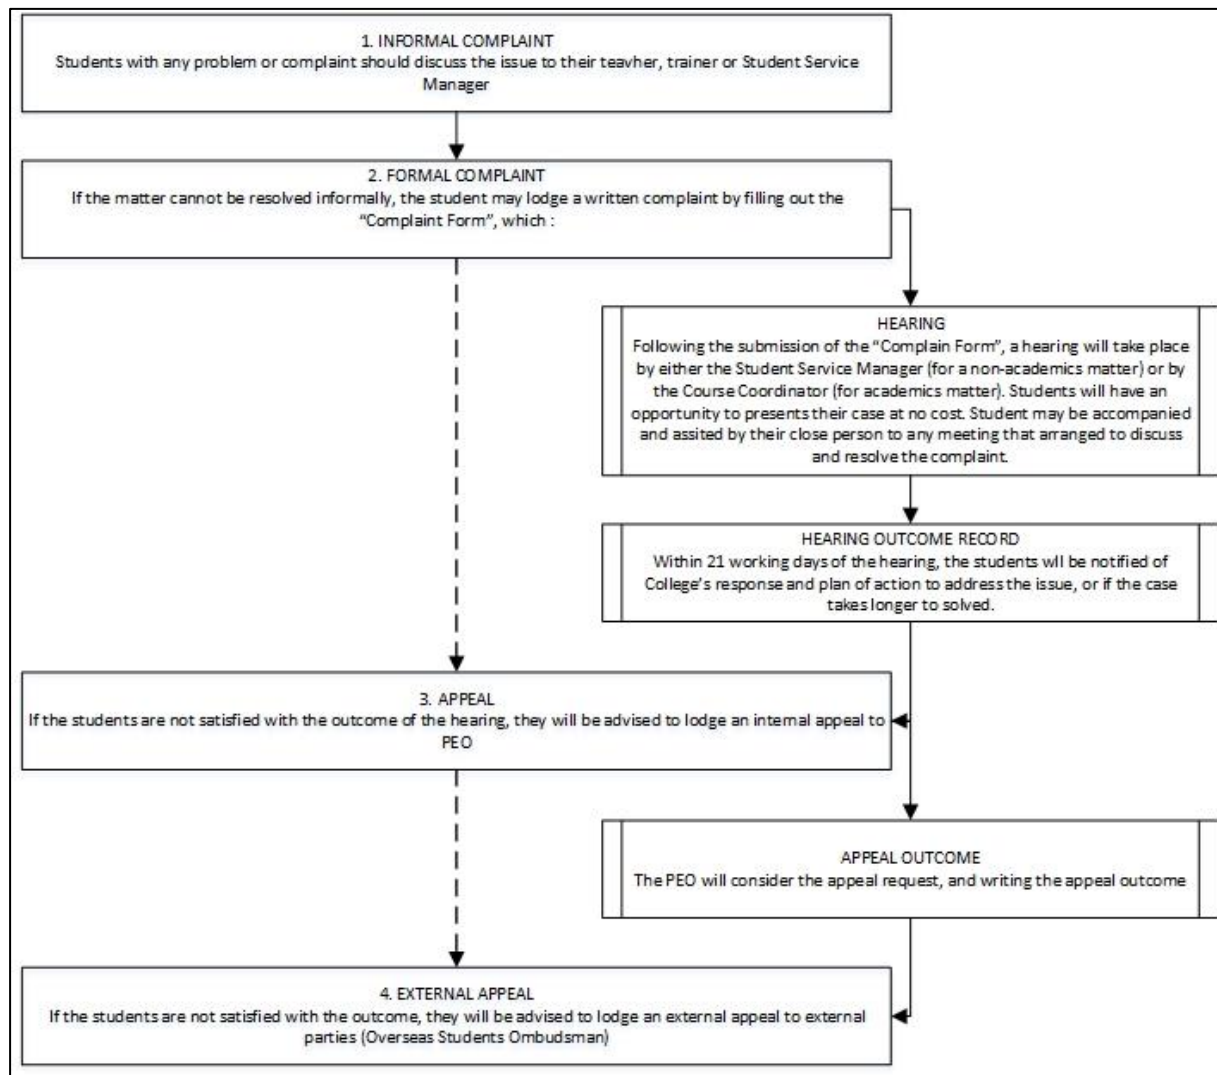 1. INFORMAL COMPLAINT
Students with any problem or complaint should discuss the issue to their teavher, trainer or Student Service
Manager
2. FORMAL COMPLAINT
If the matter cannot be resolved informally, the student may lodge a written complaint by filling out the
“Complaint Form”, which :
HEARING
Following the submission of the “Complain Form”, a hearing will take place
by either the Student Service Manager (for a non-academics matter) or by
the Course Coordinator (for academics matter). Students will have an
opportunity to presents their case at no cost. Student may be accompanied
and assited by their close person to any meeting that arranged to discuss
and resolve the complaint.
HEARING OUTCOME RECORD
Within 21 working days of the hearing, the students wll be notified of
College’s response and plan of action to address the issue, or if the case
takes longer to solved.
3. APPEAL
If the students are not satisfied with the outcome of the hearing, they will be advised to lodge an internal appeal to
PEO
APPEAL OUTCOME
The PEO will consider the appeal request, and writing the appeal outcome
4. EXTERNAL APPEAL
If the students are not satisfied with the outcome, they will be advised to lodge an external appeal to external
parties (Overseas Students Ombudsman)